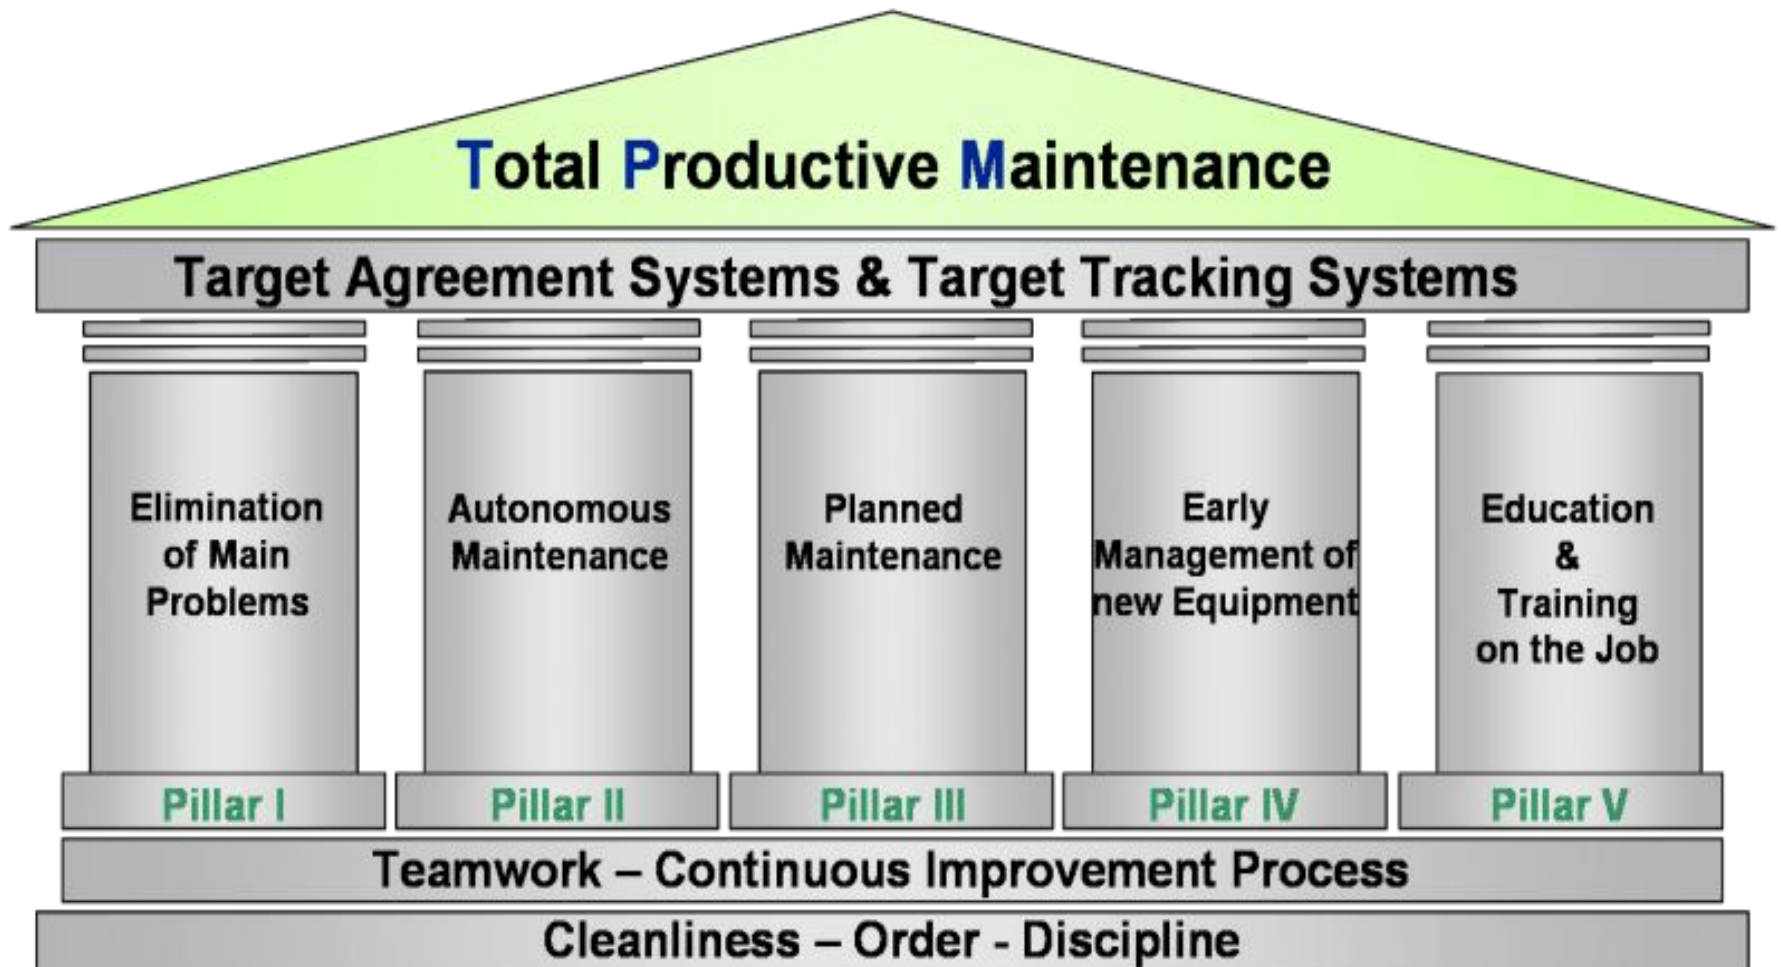 Total Productive Maintenance
Target Agreement Systems & Target Tracking Systems
Elimination
of Main
Problems
Autonomous
Maintenance
Planned
Maintenance
Early
Management of
new Equipment
Education
&
Training
on the Job
Pillar I
Pillar II
Pillar III
Pillar IV
Pillar V
Teamwork – Continuous Improvement Process
Cleanliness – Order - Discipline